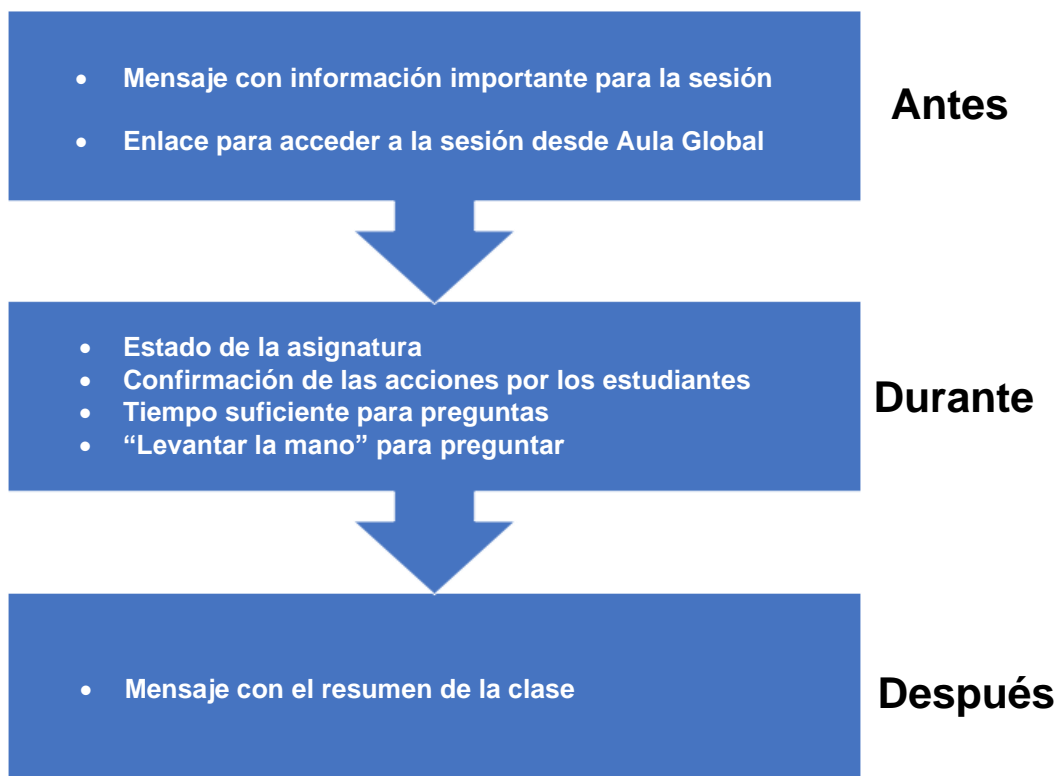 • Mensaje con información importante para la sesión
• Enlace para acceder a la sesión desde Aula Global
Antes
• Estado de la asignatura
• Confirmación de las acciones por los estudiantes
• Tiempo suficiente para preguntas
• “Levantar la mano” para preguntar
Durante
• Mensaje con el resumen de la clase
Después